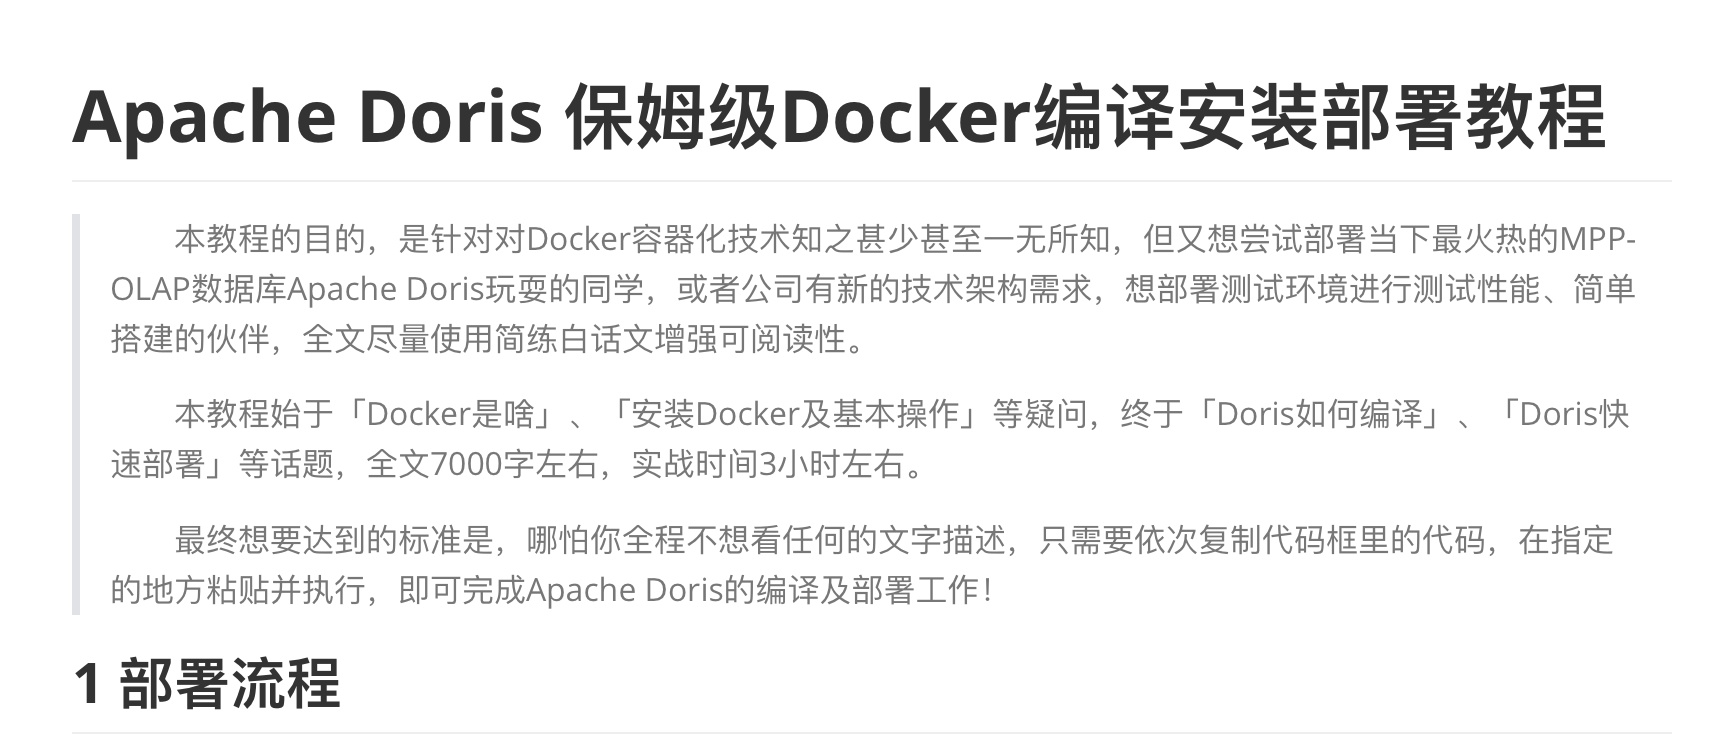 Apache Doris 保姆级Docker编译安装部署教程
本教程的目的，是针对对Docker容器化技术知之甚少甚至一无所知，但又想尝试部署当下最火热的MPP-
OLAP数据库Apache Doris玩耍的同学，或者公司有新的技术架构需求，想部署测试环境进行测试性能、简单
搭建的伙伴，全文尽量使用简练白话文增强可阅读性。
本教程始于「Docker是啥」、「安装Docker及基本操作」等疑问，终于「Doris如何编译」、「Doris快
速部署」等话题，全文7000字左右，实战时间3小时左右。
最终想要达到的标准是，哪怕你全程不想看任何的文字描述，只需要依次复制代码框里的代码，在指定
的地方粘贴并执行，即可完成Apache Doris的编译及部署工作！
1 部署流程